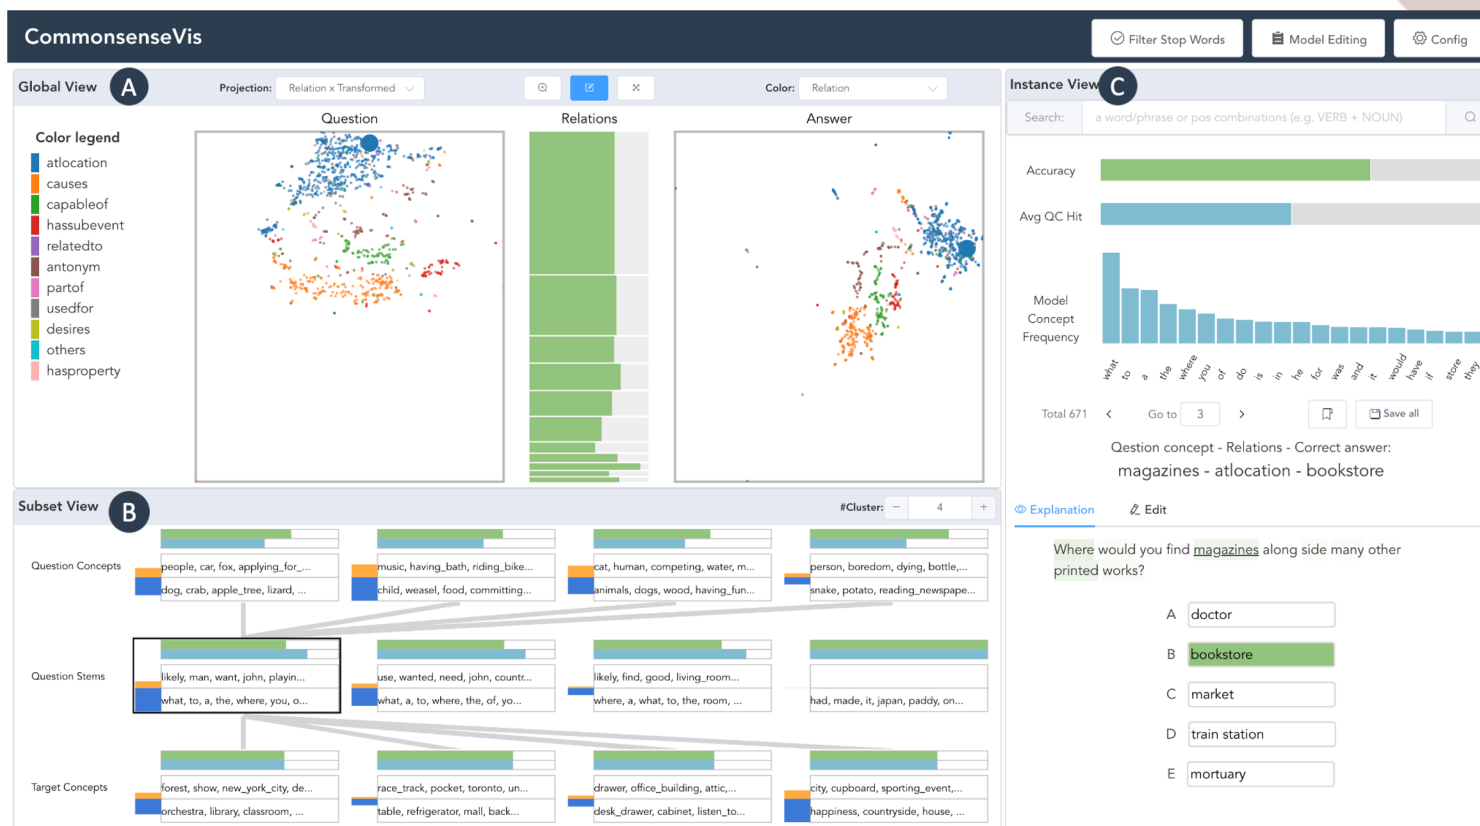 CommonsenseVis
Filter Stop Words
Model Editing
Config
Global View A
Projection: Relation x Transformed
Color: Relation
Color legend
atlocation
causes
capableof
hassubevent
relatedto
antonym
partof
usedfor
desires
others
hasproperty
Question
Relations
Answer
Subset View B
#Cluster: − 4 +
Question Concepts
people, car, fox, applying_for_...
dog, crab, apple_tree, lizard, ...
music, having_bath, riding_bike...
child, weasel, food, committing...
cat, human, competing, water, m...
animals, dogs, wood, having_fun...
person, boredom, dying, bottle,...
snake, potato, reading_newspape...
Question Stems
likely, man, want, john, playin...
what, to, a, the, where, you, o...
use, wanted, need, john, countr...
what, a, to, where, the, of, yo...
likely, find, good, living_room...
where, a, what, to, the, room, ...
had, made, it, japan, paddy, on...
Target Concepts
forest, show, new_york_city, de...
orchestra, library, classroom, ...
race_track, pocket, toronto, un...
table, refrigerator, mall, back...
drawer, office_building, attic,...
desk_drawer, cabinet, listen_to...
city, cupboard, sporting_event,...
happiness, countryside, house, ...
Instance View C
Search: a word/phrase or pos combinations (e.g. VERB + NOUN)
Accuracy
Avg QC Hit
Model
Concept
Frequency
what
to
a
the
where
you
of
do
is
in
he
for
was
and
it
would
have
if
store
they
Total 671 < Go to 3 >
Save all
Qestion concept - Relations - Correct answer:
magazines - atlocation - bookstore
Explanation
Edit
Where would you find magazines along side many other
printed works?
A doctor
B bookstore
C market
D train station
E mortuary